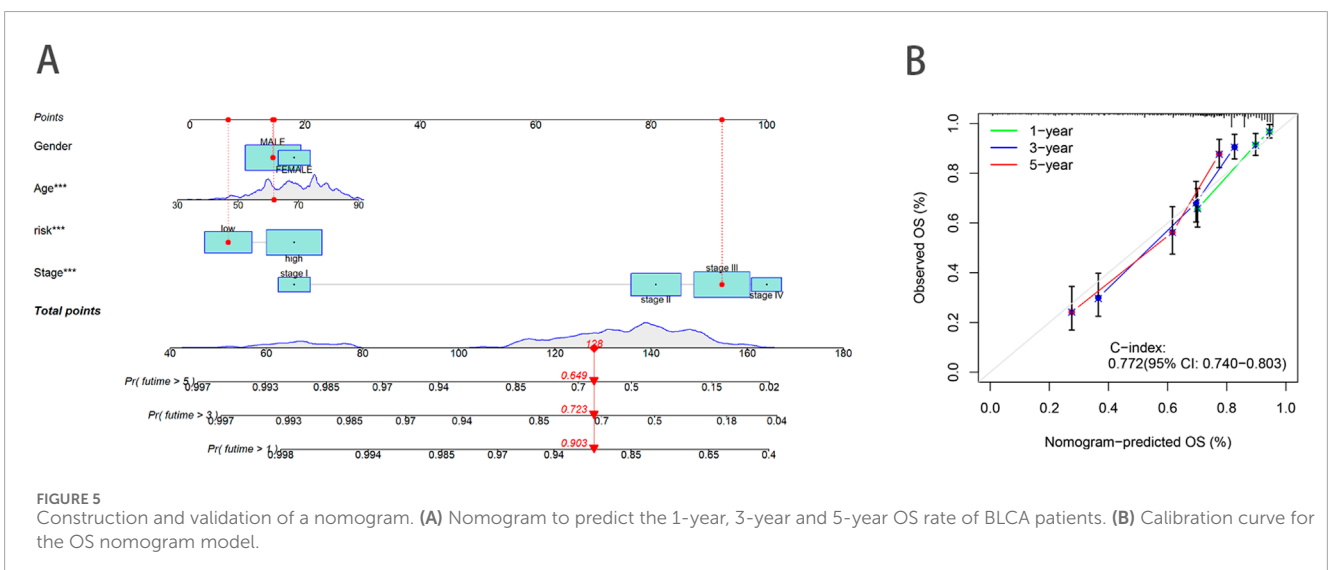 A
Points
0 20 40 60 80 100
Gender
MALE
FEMALE
Age***
30 50 70 90
risk***
low
high
Stage***
stage I
stage II
stage III
stage IV
Total points
128
40 60 80 100 120 140 160 180
0.649
Pr( futime > 5)
0.997 0.993 0.985 0.97 0.94 0.85 0.7 0.5 0.15 0.02
0.723
Pr( futime > 3)
0.997 0.993 0.985 0.97 0.94 0.85 0.7 0.5 0.18 0.04
0.903
Pr( futime > 1)
0.998 0.994 0.985 0.97 0.94 0.85 0.65 0.4
B
1-year
3-year
5-year
Observed OS (%)
1.0
0.8
0.6
0.4
0.2
0.0
C-index:
0.772(95% CI: 0.740-0.803)
0.0 0.2 0.4 0.6 0.8 1.0
Nomogram-predicted OS (%)
FIGURE 5
Construction and validation of a nomogram. (A) Nomogram to predict the 1-year, 3-year and 5-year OS rate of BLCA patients. (B) Calibration curve for
the OS nomogram model.